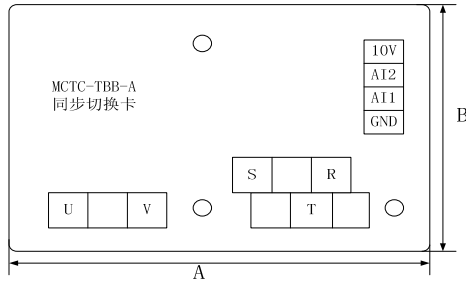 10V
MCTC-TBB-A
同步切换卡
AI2
AI1
GND
B
S R
U V T
A